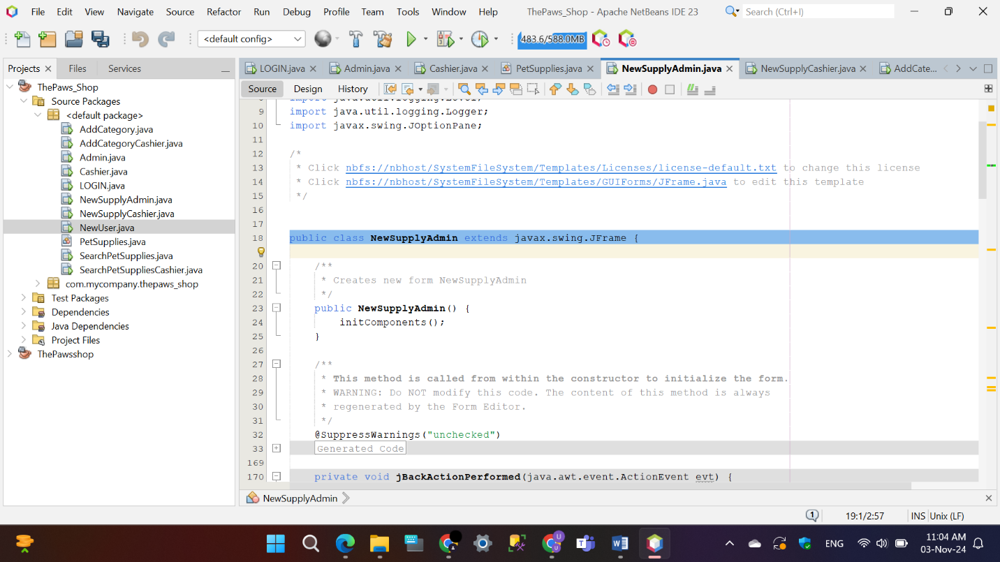 File Edit View Navigate Source Refactor Run Debug Profile Team Tools Window Help ThePaws_Shop - Apache NetBeans IDE 23 Search (Ctrl+I)
<default config> 483.6/588.0MB
Projects Files Services
LOGIN.java Admin.java Cashier.java PetSupplies.java NewSupplyAdmin.java NewSupplyCashier.java AddCate...
Source Design History
ThePaws_Shop
Source Packages
<default package>
AddCategory.java
AddCategoryCashier.java
Admin.java
Cashier.java
LOGIN.java
NewSupplyAdmin.java
NewSupplyCashier.java
NewUser.java
PetSupplies.java
SearchPetSupplies.java
SearchPetSuppliesCashier.java
com.mycompany.thepaws_shop
Test Packages
Dependencies
Java Dependencies
Project Files
ThePawsshop
import java.util.logging.Level;
9 import java.util.logging.Logger;
10 import javax.swing.JOptionPane;
11
12 /*
13 * Click nbfs://nbhost/SystemFileSystem/Templates/Licenses/license-default.txt to change this license
14 * Click nbfs://nbhost/SystemFileSystem/Templates/GUIForms/JFrame.java to edit this template
15 */
16
17
18 public class NewSupplyAdmin extends javax.swing.JFrame {
20 /**
21 * Creates new form NewSupplyAdmin
22 */
23 public NewSupplyAdmin() {
24 initComponents();
25 }
26
27 /**
28 * This method is called from within the constructor to initialize the form.
29 * WARNING: Do NOT modify this code. The content of this method is always
30 * regenerated by the Form Editor.
31 */
32 @SuppressWarnings("unchecked")
33 Generated Code
169
170 private void jBackActionPerformed(java.awt.event.ActionEvent evt) {
NewSupplyAdmin
1 19:1/2:57 INS Unix (LF)
ENG 11:04 AM
03-Nov-24